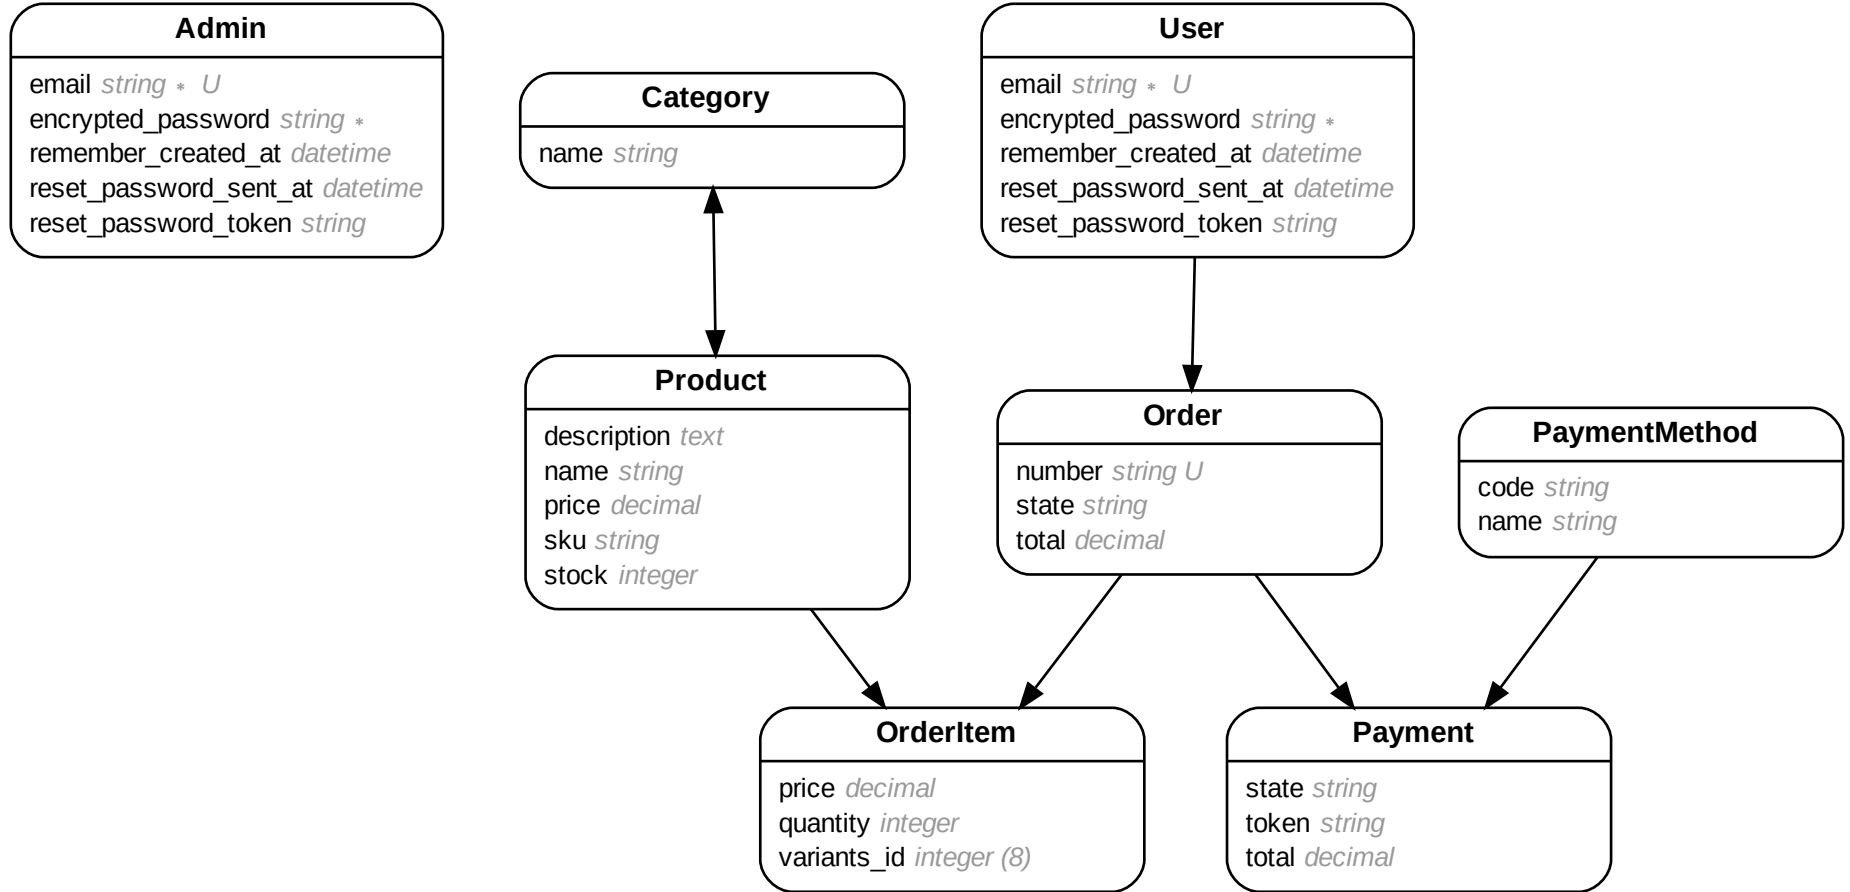 Admin
email string * U
encrypted_password string *
remember_created_at datetime
reset_password_sent_at datetime
reset_password_token string
Category
name string
User
email string * U
encrypted_password string *
remember_created_at datetime
reset_password_sent_at datetime
reset_password_token string
Product
description text
name string
price decimal
sku string
stock integer
Order
number string U
state string
total decimal
PaymentMethod
code string
name string
OrderItem
price decimal
quantity integer
variants_id integer (8)
Payment
state string
token string
total decimal